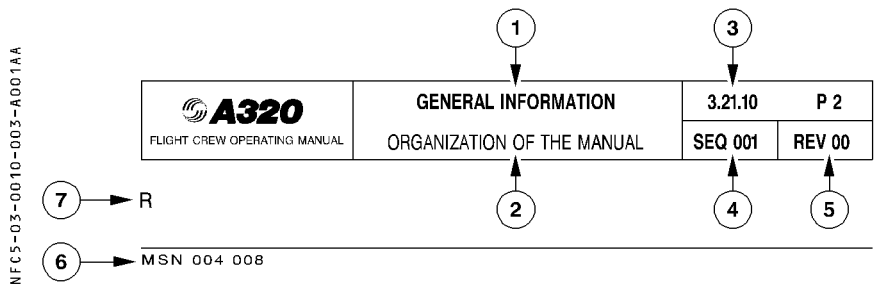 1 3
A320 GENERAL INFORMATION 3.21.10 P 2
FLIGHT CREW OPERATING MANUAL ORGANIZATION OF THE MANUAL SEQ 001 REV 00
7 R 2 4 5
6 MSN 004 008
NFC5-03-0010-003-A001AA